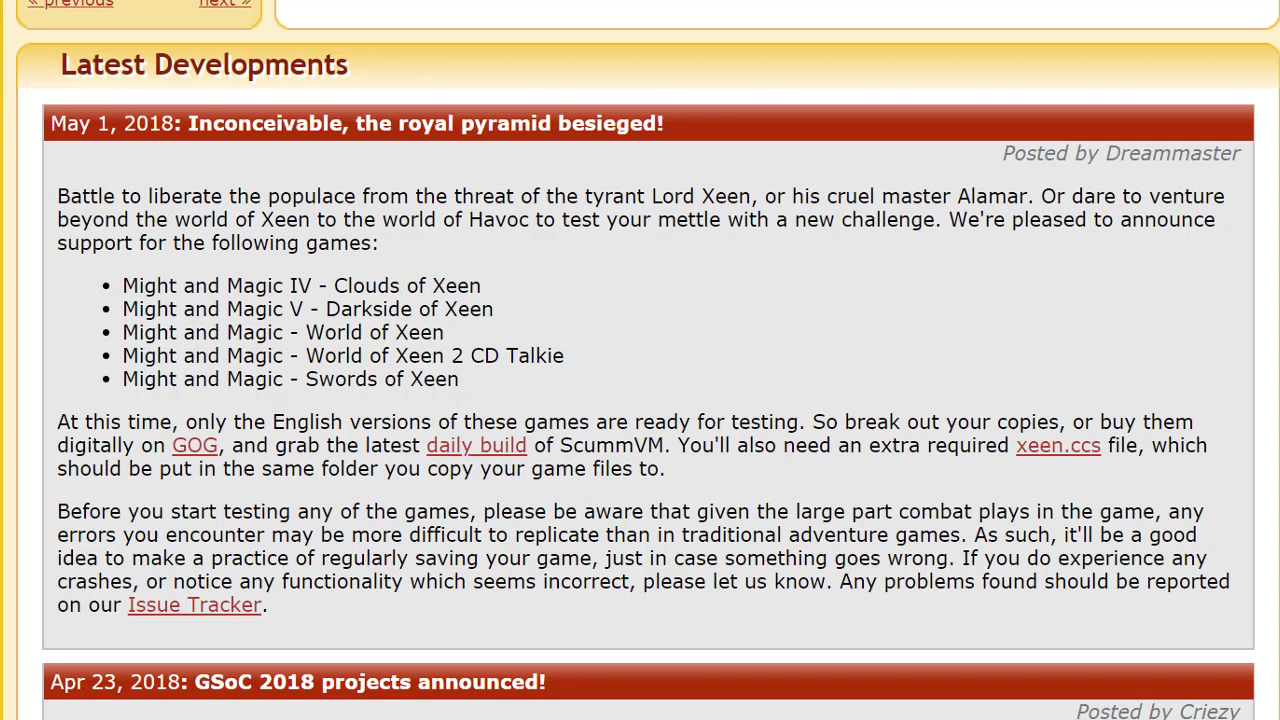 « previous next »
Latest Developments
May 1, 2018: Inconceivable, the royal pyramid besieged!
Posted by Dreammaster
Battle to liberate the populace from the threat of the tyrant Lord Xeen, or his cruel master Alamar. Or dare to venture
beyond the world of Xeen to the world of Havoc to test your mettle with a new challenge. We're pleased to announce
support for the following games:
• Might and Magic IV - Clouds of Xeen
• Might and Magic V - Darkside of Xeen
• Might and Magic - World of Xeen
• Might and Magic - World of Xeen 2 CD Talkie
• Might and Magic - Swords of Xeen
At this time, only the English versions of these games are ready for testing. So break out your copies, or buy them
digitally on GOG, and grab the latest daily build of ScummVM. You'll also need an extra required xeen.ccs file, which
should be put in the same folder you copy your game files to.
Before you start testing any of the games, please be aware that given the large part combat plays in the game, any
errors you encounter may be more difficult to replicate than in traditional adventure games. As such, it'll be a good
idea to make a practice of regularly saving your game, just in case something goes wrong. If you do experience any
crashes, or notice any functionality which seems incorrect, please let us know. Any problems found should be reported
on our Issue Tracker.
Apr 23, 2018: GSoC 2018 projects announced!
Posted by Criezy